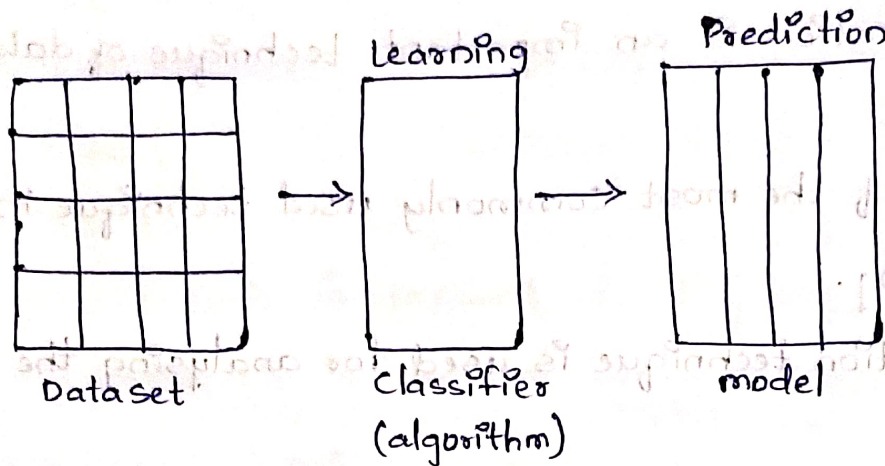 Learning
Prediction
Dataset
Classifier
(algorithm)
model